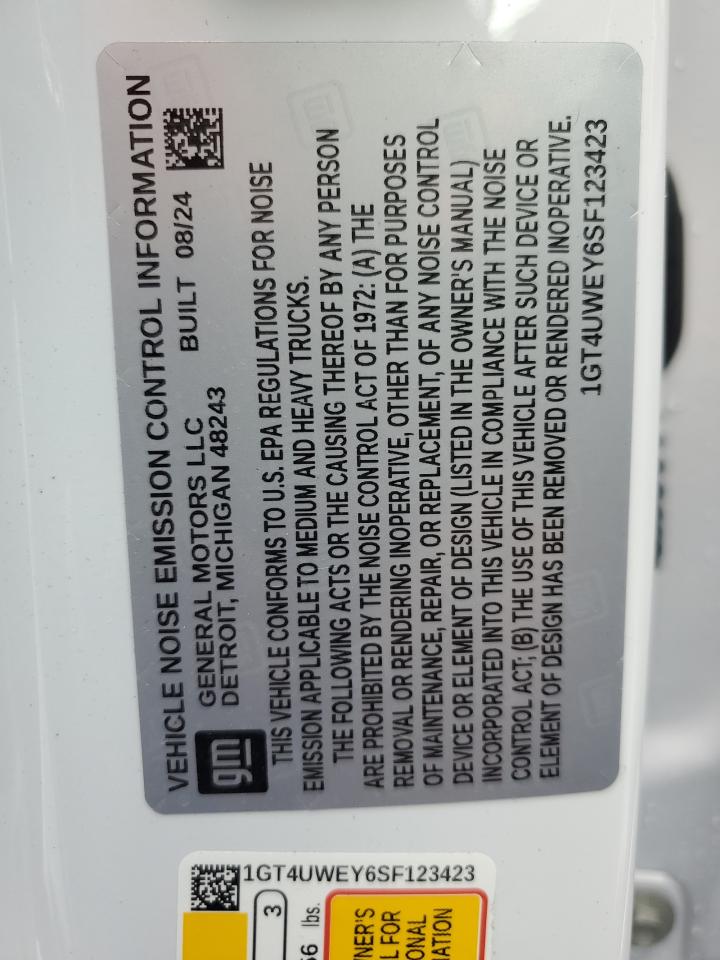 VEHICLE NOISE EMISSION CONTROL INFORMATION
GENERAL MOTORS LLC
DETROIT, MICHIGAN 48243
BUILT 08/24
gm
THIS VEHICLE CONFORMS TO U.S. EPA REGULATIONS FOR NOISE
EMISSION APPLICABLE TO MEDIUM AND HEAVY TRUCKS.
THE FOLLOWING ACTS OR THE CAUSING THEREOF BY ANY PERSON
ARE PROHIBITED BY THE NOISE CONTROL ACT OF 1972: (A) THE
REMOVAL OR RENDERING INOPERATIVE, OTHER THAN FOR PURPOSES
OF MAINTENANCE, REPAIR, OR REPLACEMENT, OF ANY NOISE CONTROL
DEVICE OR ELEMENT OF DESIGN (LISTED IN THE OWNER'S MANUAL)
INCORPORATED INTO THIS VEHICLE IN COMPLIANCE WITH THE NOISE
CONTROL ACT; (B) THE USE OF THIS VEHICLE AFTER SUCH DEVICE OR
ELEMENT OF DESIGN HAS BEEN REMOVED OR RENDERED INOPERATIVE.
1GT4UWEY6SF123423
1GT4UWEY6SF123423
3
lbs.